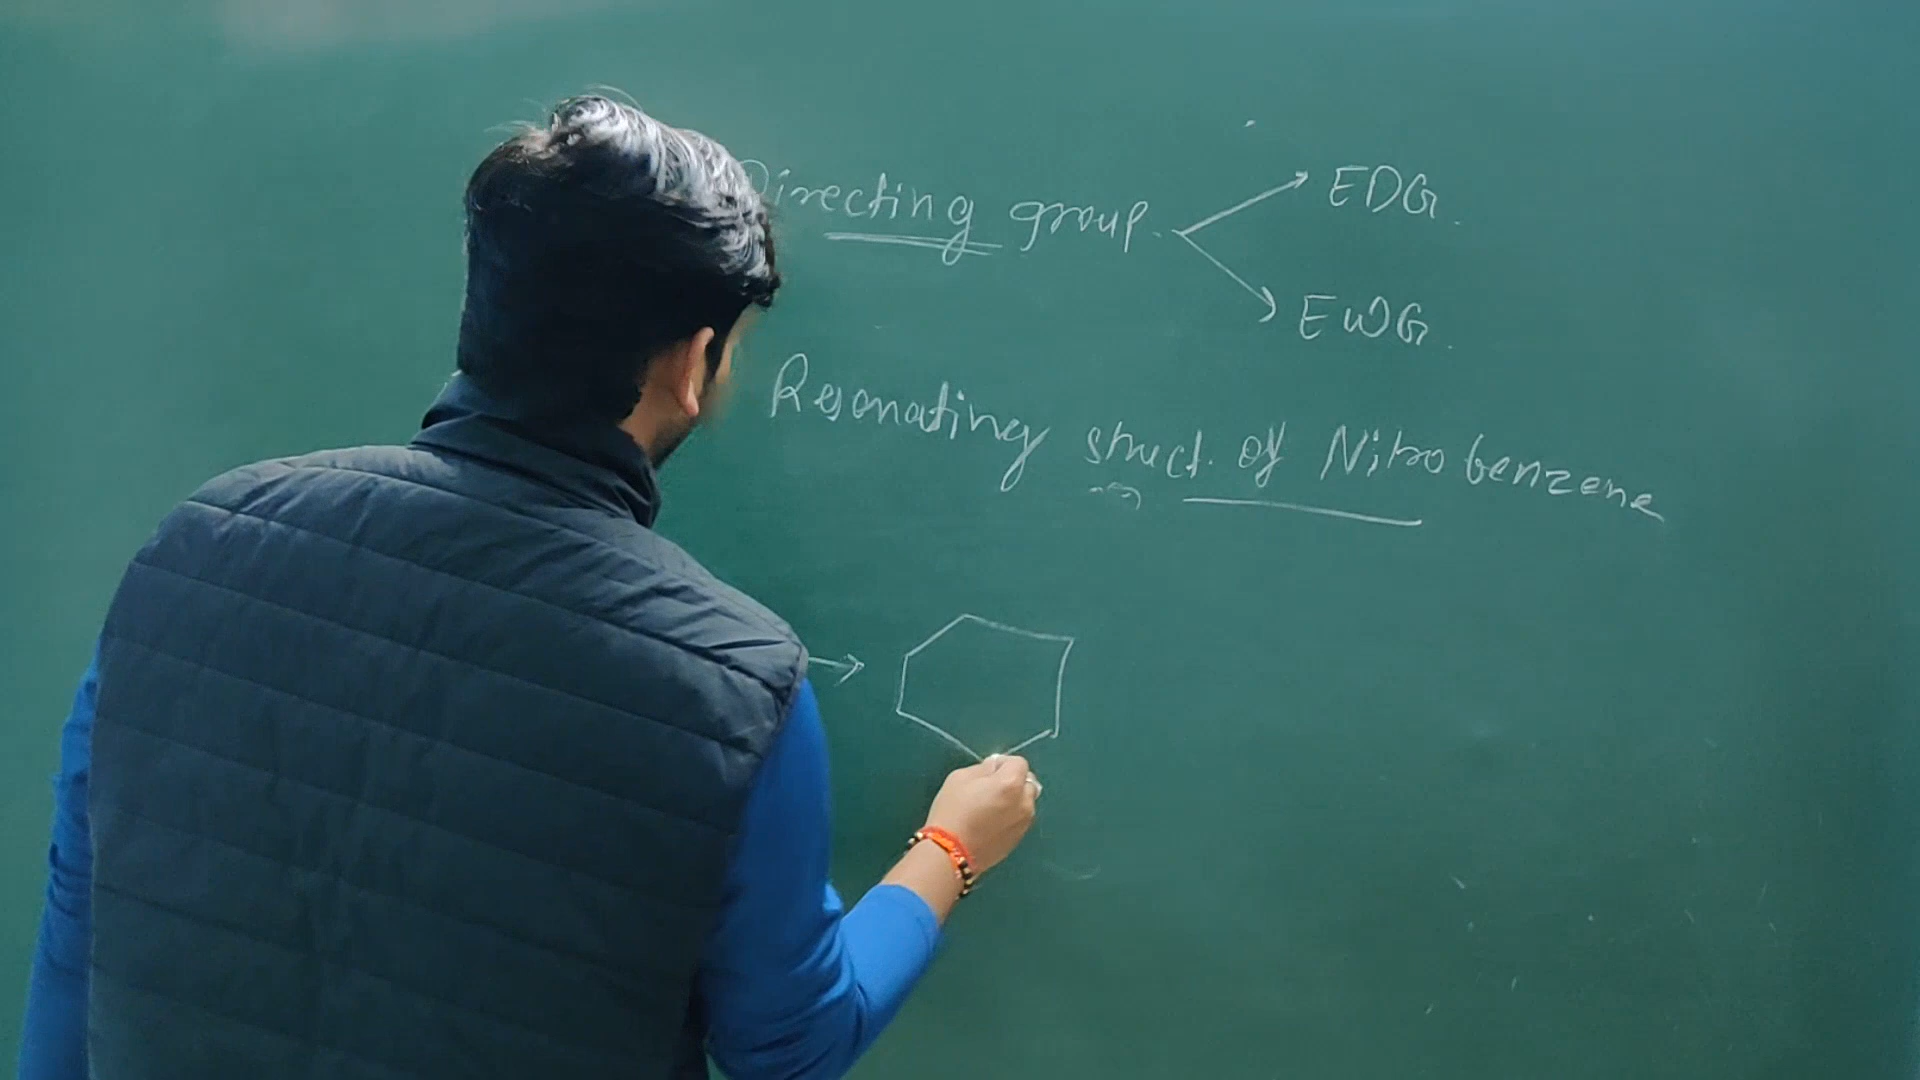 Directing group.
EDG.
EWG.
Resonating struct. of Nitrobenzene